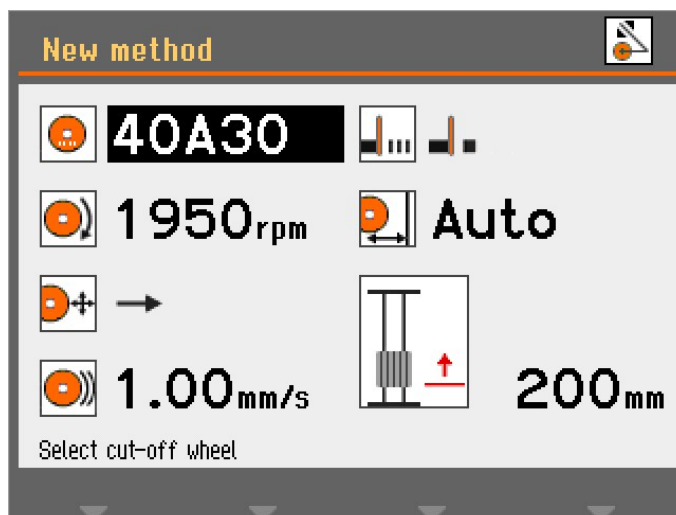 New method
40A30
1950rpm
Auto
1.00mm/s
200mm
Select cut-off wheel